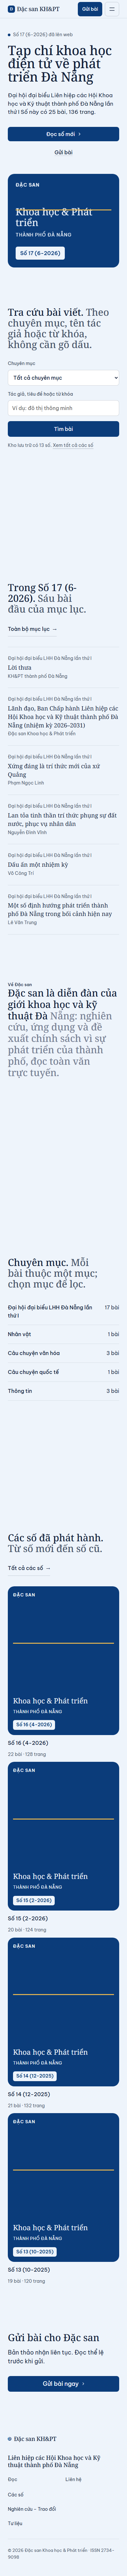 Đ Đặc san KH&PT
Gửi bài
Số 17 (6-2026) đã lên web
Tạp chí khoa học
điện tử về phát
triển Đà Nẵng
Đại hội đại biểu Liên hiệp các Hội Khoa
học và Kỹ thuật thành phố Đà Nẵng lần
thứ I Số này có 25 bài, 136 trang.
Đọc số mới ›
Gửi bài
ĐẶC SAN
Khoa học & Phát
triển
THÀNH PHỐ ĐÀ NẴNG
Số 17 (6-2026)
Tra cứu bài viết. Theo
chuyên mục, tên tác
giả hoặc từ khóa,
không cần gõ dấu.
Chuyên mục
Tất cả chuyên mục
Tác giả, tiêu đề hoặc từ khóa
Ví dụ: đô thị thông minh
Tìm bài
Kho lưu trữ có 13 số. Xem tất cả các số
Trong Số 17 (6-
2026). Sáu bài
đầu của mục lục.
Toàn bộ mục lục →
Đại hội đại biểu LHH Đà Nẵng lần thứ I
Lời thưa
KH&PT thành phố Đà Nẵng
Đại hội đại biểu LHH Đà Nẵng lần thứ I
Lãnh đạo, Ban Chấp hành Liên hiệp các
Hội Khoa học và Kỹ thuật thành phố Đà
Nẵng (nhiệm kỳ 2026–2031)
Đặc san Khoa học & Phát triển
Đại hội đại biểu LHH Đà Nẵng lần thứ I
Xứng đáng là trí thức mới của xứ
Quảng
Phạm Ngọc Linh
Đại hội đại biểu LHH Đà Nẵng lần thứ I
Lan tỏa tinh thần trí thức phụng sự đất
nước, phục vụ nhân dân
Nguyễn Đình Vĩnh
Đại hội đại biểu LHH Đà Nẵng lần thứ I
Dấu ấn một nhiệm kỳ
Võ Công Trí
Đại hội đại biểu LHH Đà Nẵng lần thứ I
Một số định hướng phát triển thành
phố Đà Nẵng trong bối cảnh hiện nay
Lê Văn Trung
Về Đặc san
Đặc san là diễn đàn của
giới khoa học và kỹ
thuật Đà Nẵng: nghiên
cứu, ứng dụng và đề
xuất chính sách vì sự
phát triển của thành
phố, đọc toàn văn
trực tuyến.
Chuyên mục. Mỗi
bài thuộc một mục;
chọn mục để lọc.
Đại hội đại biểu LHH Đà Nẵng lần
thứ I
17 bài
Nhân vật 1 bài
Câu chuyện văn hóa 3 bài
Câu chuyện quốc tế 1 bài
Thông tin 3 bài
Các số đã phát hành.
Từ số mới đến số cũ.
Tất cả các số →
ĐẶC SAN
Khoa học & Phát triển
THÀNH PHỐ ĐÀ NẴNG
Số 16 (4-2026)
Số 16 (4-2026)
22 bài · 128 trang
ĐẶC SAN
Khoa học & Phát triển
THÀNH PHỐ ĐÀ NẴNG
Số 15 (2-2026)
Số 15 (2-2026)
20 bài · 124 trang
ĐẶC SAN
Khoa học & Phát triển
THÀNH PHỐ ĐÀ NẴNG
Số 14 (12-2025)
Số 14 (12-2025)
21 bài · 132 trang
ĐẶC SAN
Khoa học & Phát triển
THÀNH PHỐ ĐÀ NẴNG
Số 13 (10-2025)
Số 13 (10-2025)
19 bài · 120 trang
Gửi bài cho Đặc san
Bản thảo nhận liên tục. Đọc thể lệ
trước khi gửi.
Gửi bài ngay ›
Đặc san KH&PT
Liên hiệp các Hội Khoa học và Kỹ
thuật thành phố Đà Nẵng
Đọc
Liên hệ
Các số
Nghiên cứu - Trao đổi
Tư liệu
© 2026 Đặc san Khoa học & Phát triển · ISSN 2734-
9098